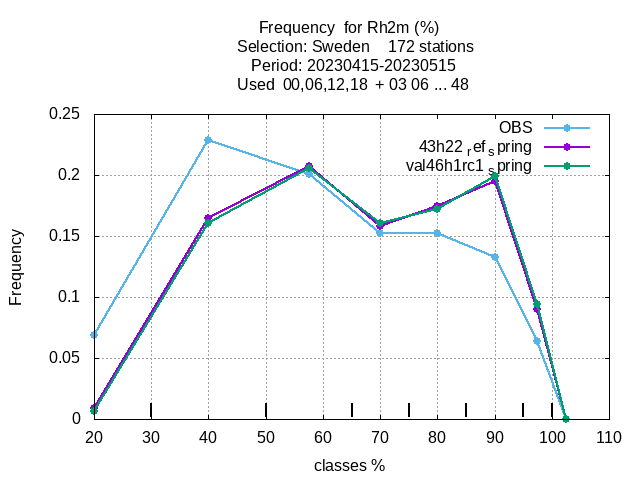 Frequency  for Rh2m (%)
Selection: Sweden    172 stations
Period: 20230415-20230515
Used  00,06,12,18  + 03 06 ... 48
0.25
OBS
43h22 ref spring
val46h1rc1 spring
0.2
0.15
0.1
0.05
0
Frequency
20 30 40 50 60 70 80 90 100 110
classes %